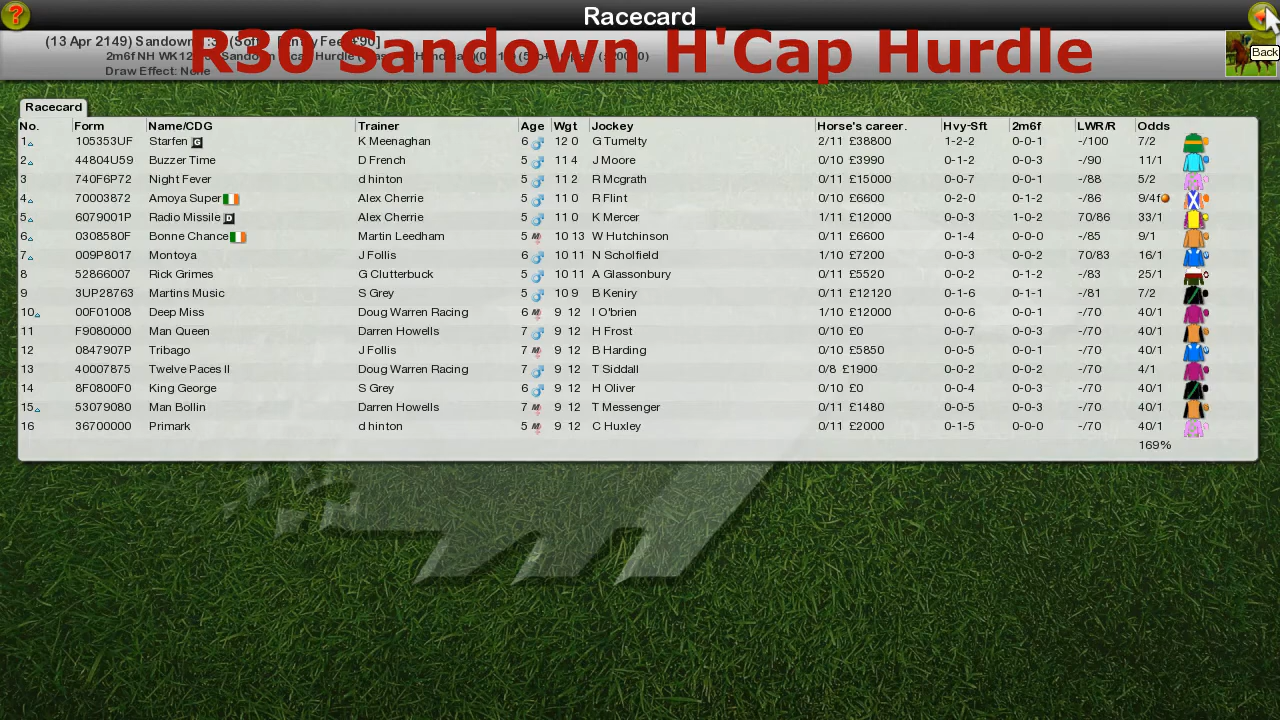 Racecard
R30 Sandown H'Cap Hurdle
(13 Apr 2149) Sandown
2m6f NH WK12
Draw Effect: None
Back
Racecard
No. Form Name/CDG Trainer Age Wgt Jockey Horse's career. Hvy-Sft 2m6f LWR/R Odds
1 105353UF Starfen G K Meenaghan 6 12 0 G Tumelty 2/11 £38800 1-2-2 0-0-1 -/100 7/2
2 44804U59 Buzzer Time D French 5 11 4 J Moore 0/10 £3990 0-1-2 0-0-3 -/90 11/1
3 740F6P72 Night Fever d hinton 5 11 2 R Mcgrath 0/11 £15000 0-0-7 0-0-1 -/88 5/2
4 70003872 Amoya Super Alex Cherrie 5 11 0 R Flint 0/10 £6600 0-2-0 0-1-2 -/86 9/4f
5 6079001P Radio Missile D Alex Cherrie 5 11 0 K Mercer 1/11 £12000 0-0-3 1-0-2 70/86 33/1
6 0308580F Bonne Chance Martin Leedham 5 M 10 13 W Hutchinson 0/11 £6600 0-1-4 0-0-0 -/85 9/1
7 009P8017 Montoya J Follis 6 10 11 N Scholfield 1/10 £7200 0-0-3 0-0-1 70/83 16/1
8 52866007 Rick Grimes G Clutterbuck 5 10 11 A Glassonbury 0/11 £5520 0-0-2 0-0-2 -/83 25/1
9 3UP28763 Martins Music S Grey 5 10 9 B Keniry 0/11 £12120 0-1-6 0-1-1 -/81 7/2
10 00F01008 Deep Miss Doug Warren Racing 6 M 9 12 I O'brien 1/10 £12000 0-0-6 0-0-1 -/70 40/1
11 F9080000 Man Queen Darren Howells 7 9 12 H Frost 0/10 £0 0-0-7 0-0-3 -/70 40/1
12 0847907P Tribago J Follis 7 M 9 12 B Harding 0/10 £5850 0-0-5 0-0-1 -/70 40/1
13 40007875 Twelve Paces II Doug Warren Racing 7 9 12 T Siddall 0/8 £1900 0-0-2 0-0-2 -/70 4/1
14 8F0800F0 King George S Grey 6 9 12 H Oliver 0/10 £0 0-0-4 0-0-3 -/70 40/1
15 53079080 Man Bollin Darren Howells 7 M 9 12 T Messenger 0/11 £1480 0-0-5 0-0-3 -/70 40/1
16 36700000 Primark d hinton 5 M 9 12 C Huxley 0/11 £2000 0-1-5 0-0-0 -/70 40/1
169%